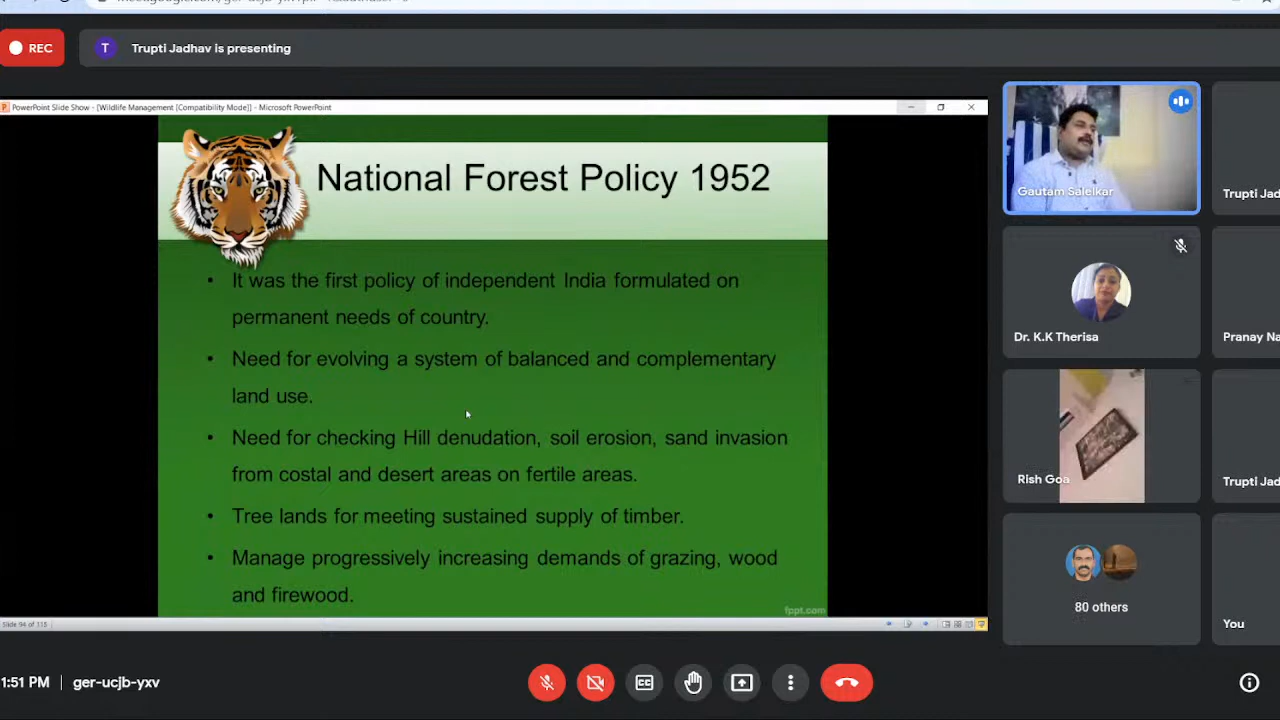 REC
T
Trupti Jadhav is presenting
PowerPoint Slide Show - [Wildlife Management [Compatibility Mode]] - Microsoft PowerPoint
National Forest Policy 1952
• It was the first policy of independent India formulated on
permanent needs of country.
• Need for evolving a system of balanced and complementary
land use.
• Need for checking Hill denudation, soil erosion, sand invasion
from costal and desert areas on fertile areas.
• Tree lands for meeting sustained supply of timber.
• Manage progressively increasing demands of grazing, wood
and firewood.
fppt.com
Slide 94 of 115
Gautam Salelkar
Trupti Jad
Dr. K.K Therisa
Pranay Na
Rish Goa
Trupti Jad
80 others
You
1:51 PM | ger-ucjb-yxv